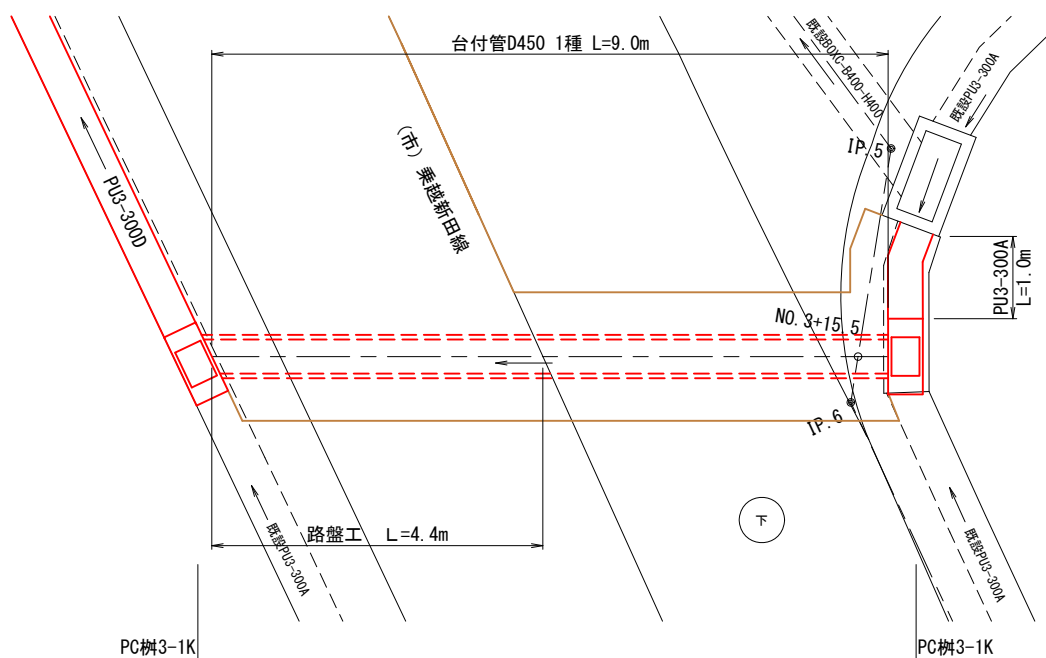 台付管D450 1種 L=9.0m
既設BOXC-B400-H400
既設PU3-300A
IP.5
(市) 乗越新田線
PU3-300D
PU3-300A
L=1.0m
NO.3+15.5
IP.6
路盤工 L=4.4m
下
既設PU3-300A
既設PU3-300A
PC桝3-1K
PC桝3-1K